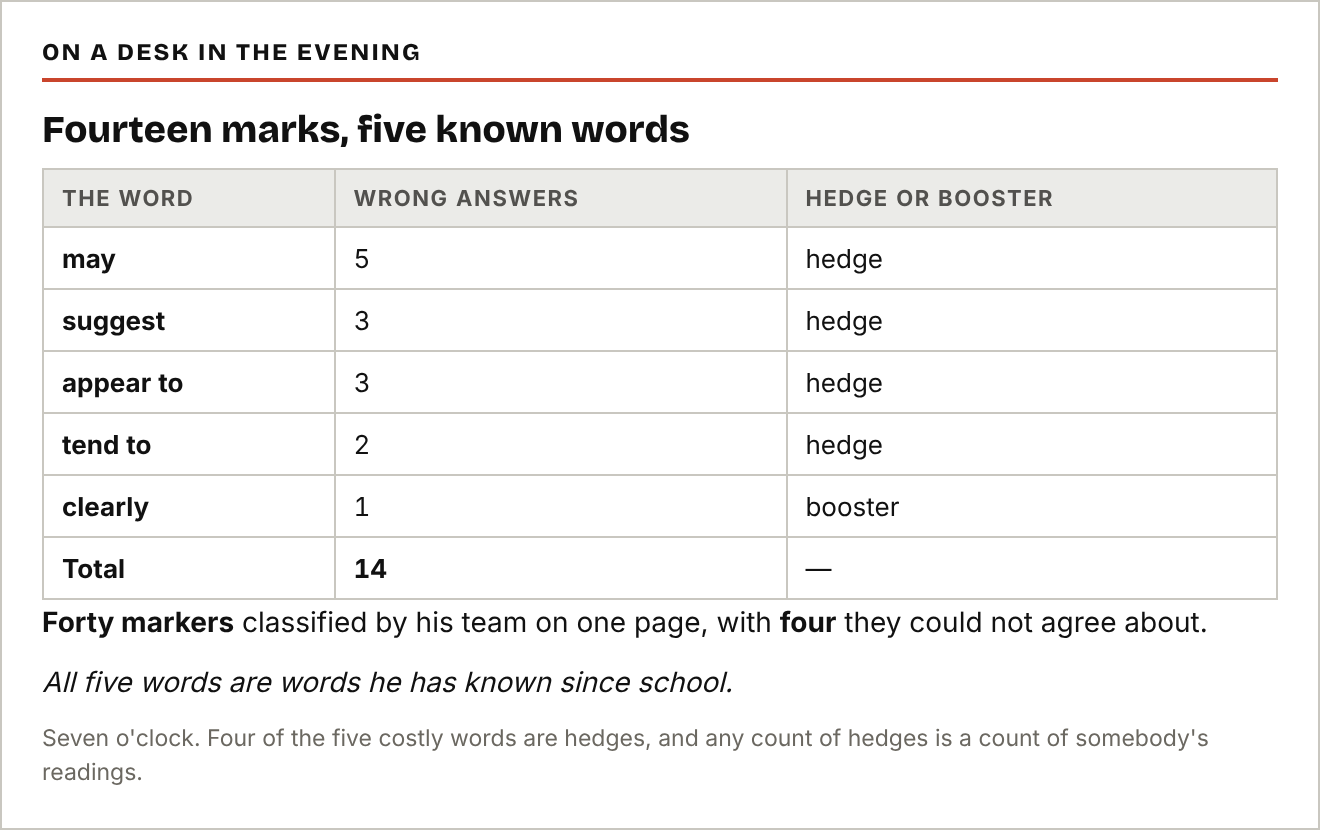 ON A DESK IN THE EVENING
Fourteen marks, five known words
THE WORD WRONG ANSWERS HEDGE OR BOOSTER
may 5 hedge
suggest 3 hedge
appear to 3 hedge
tend to 2 hedge
clearly 1 booster
Total 14 —
Forty markers classified by his team on one page, with four they could not agree about.
All five words are words he has known since school.
Seven o'clock. Four of the five costly words are hedges, and any count of hedges is a count of somebody's
readings.